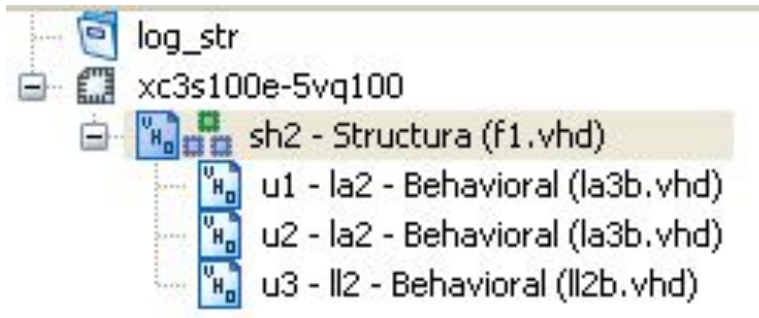 log_str
xc3s100e-5vq100
sh2 - Structura (f1.vhd)
u1 - la2 - Behavioral (la3b.vhd)
u2 - la2 - Behavioral (la3b.vhd)
u3 - ll2 - Behavioral (ll2b.vhd)